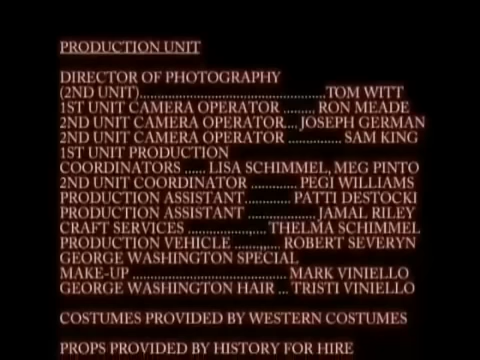 PRODUCTION UNIT
DIRECTOR OF PHOTOGRAPHY
(2ND UNIT)..................................................TOM WITT
1ST UNIT CAMERA OPERATOR ......... RON MEADE
2ND UNIT CAMERA OPERATOR.... JOSEPH GERMAN
2ND UNIT CAMERA OPERATOR ............... SAM KING
1ST UNIT PRODUCTION
COORDINATORS ...... LISA SCHIMMEL, MEG PINTO
2ND UNIT COORDINATOR ............. PEGI WILLIAMS
PRODUCTION ASSISTANT............. PATTI DESTOCKI
PRODUCTION ASSISTANT ................... JAMAL RILEY
CRAFT SERVICES ...................... THELMA SCHIMMEL
PRODUCTION VEHICLE ............. ROBERT SEVERYN
GEORGE WASHINGTON SPECIAL
MAKE-UP ........................................... MARK VINIELLO
GEORGE WASHINGTON HAIR ... TRISTI VINIELLO
COSTUMES PROVIDED BY WESTERN COSTUMES
PROPS PROVIDED BY HISTORY FOR HIRE